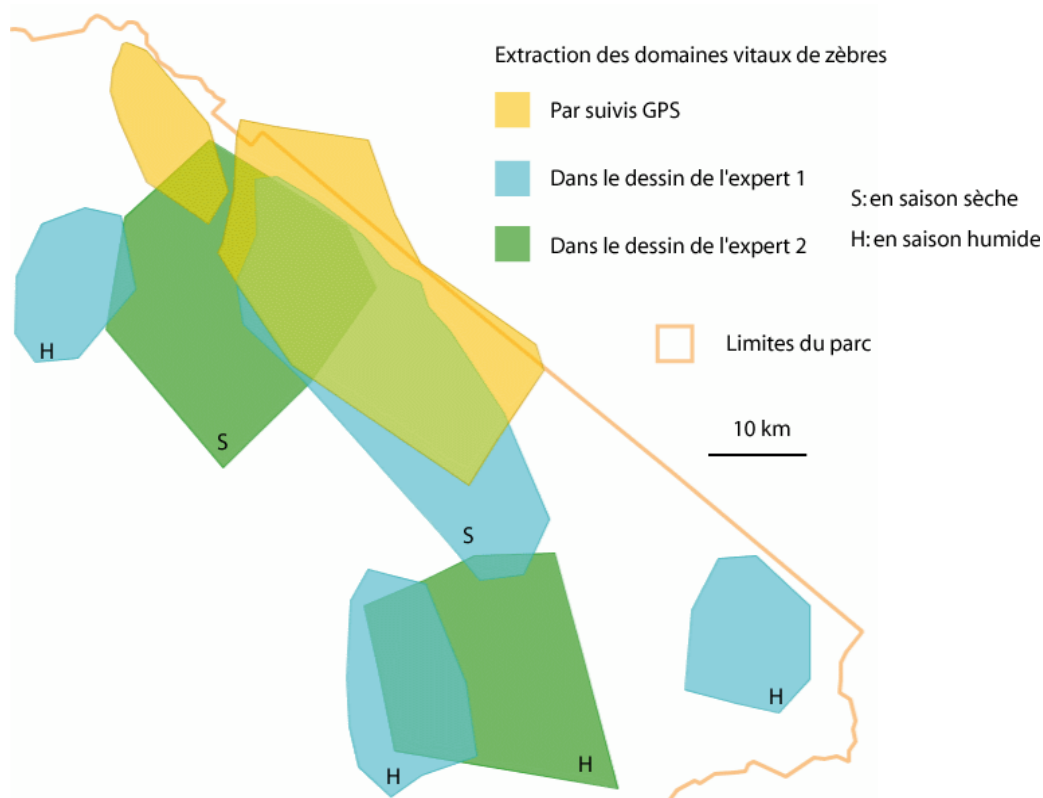 Extraction des domaines vitaux de zèbres
Par suivis GPS
Dans le dessin de l'expert 1
S: en saison sèche
Dans le dessin de l'expert 2
H: en saison humide
Limites du parc
10 km
H
S
S
H
H
H